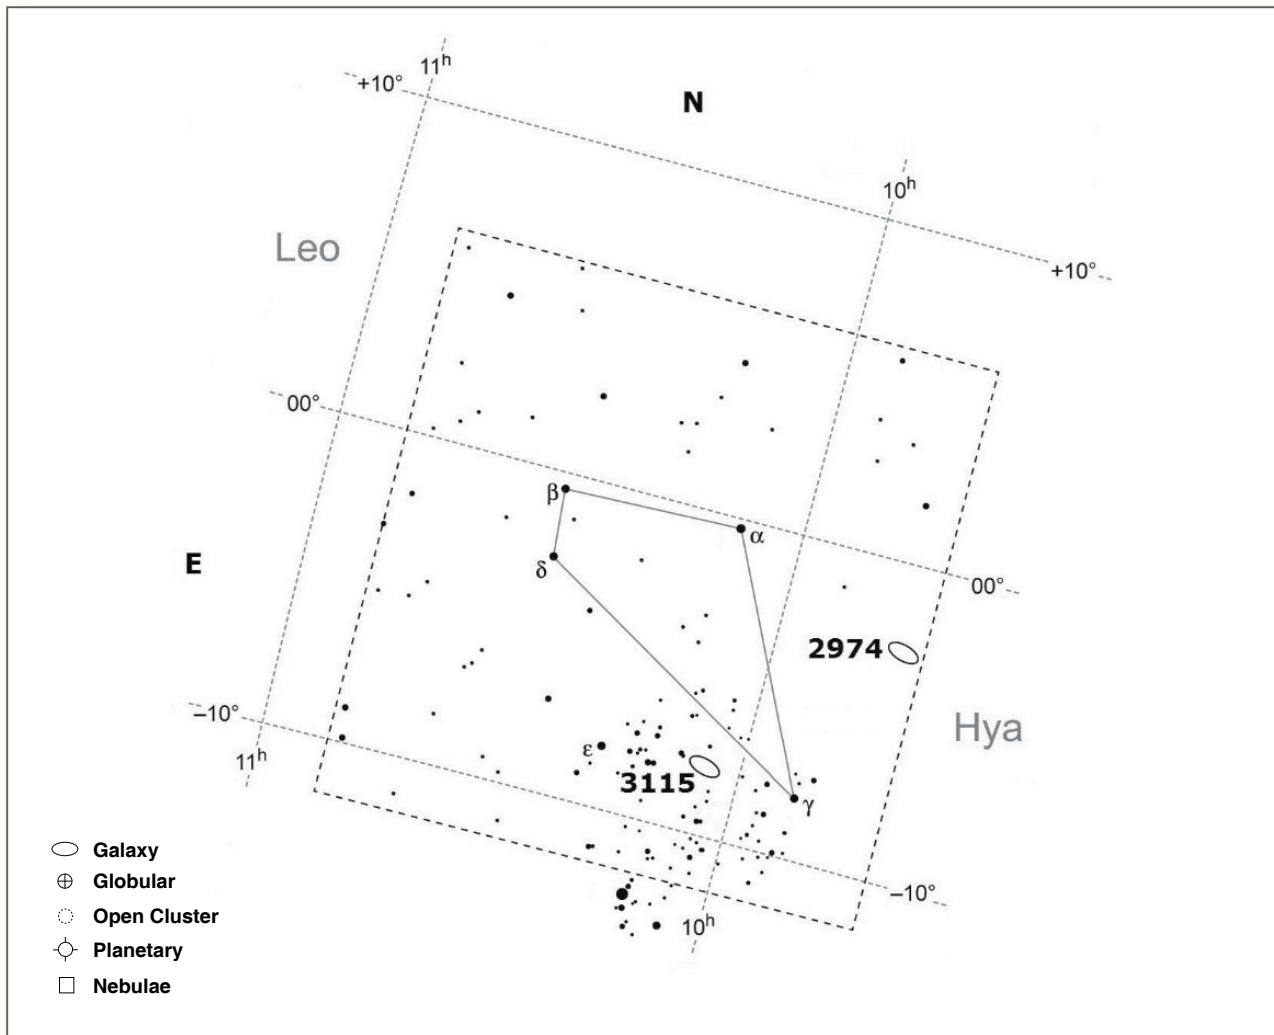 11h
+10°
N
10h
Leo
+10°
00°
β
α
δ
E
00°
2974
–10°
Hya
ε
11h
3115
γ
Galaxy
Globular
–10°
Open Cluster
10h
Planetary
Nebulae